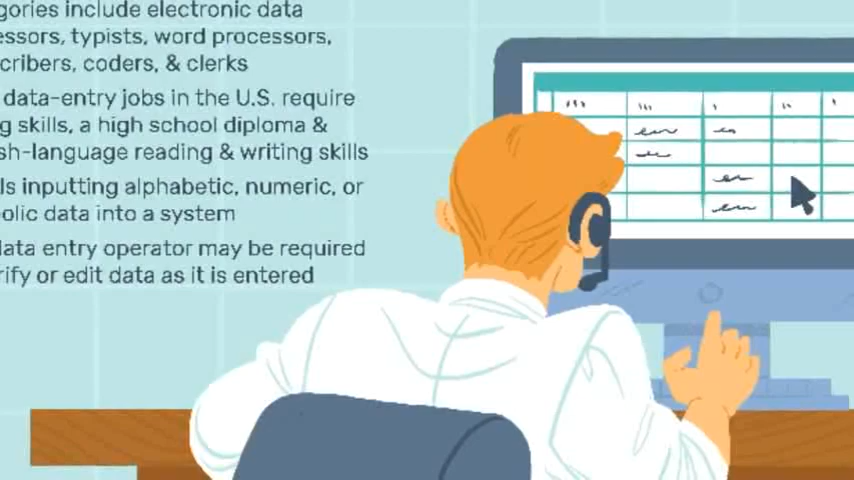 gories include electronic data
essors, typists, word processors,
cribers, coders, & clerks
data-entry jobs in the U.S. require
g skills, a high school diploma &
sh-language reading & writing skills
ls inputting alphabetic, numeric, or
olic data into a system
data entry operator may be required
rify or edit data as it is entered